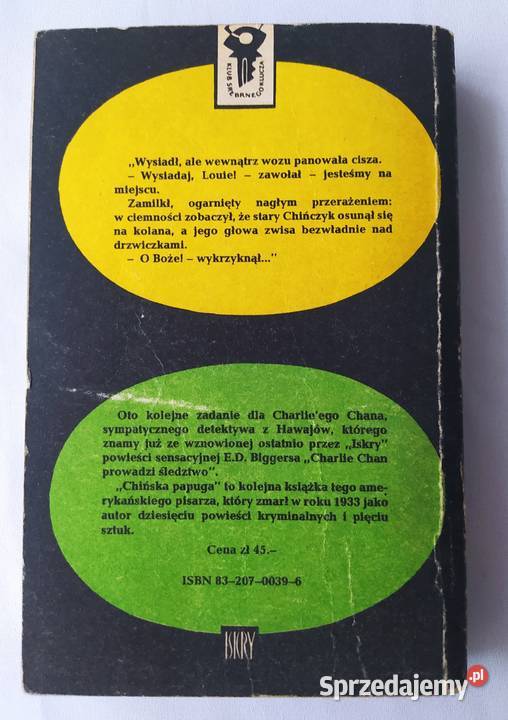 KLUB SREBRNEGO KLUCZA
„Wysiadł, ale wewnątrz wozu panowała cisza.
– Wysiadaj, Louie! – zawołał – jesteśmy na
miejscu.
Zamilkł, ogarnięty nagłym przerażeniem:
w ciemności zobaczył, że stary Chińczyk osunął się
na kolana, a jego głowa zwisa bezwładnie nad
drzwiczkami.
– O Boże! – wykrzyknął..."
Oto kolejne zadanie dla Charlie'ego Chana,
sympatycznego detektywa z Hawajów, którego
znamy już ze wznowionej ostatnio przez „Iskry"
powieści sensacyjnej E.D. Biggersa „Charlie Chan
prowadzi śledztwo".
„Chińska papuga" to kolejna książka tego ame-
rykańskiego pisarza, który zmarł w roku 1933 jako
autor dziesięciu powieści kryminalnych i pięciu
sztuk.
Cena zł 45.–
ISBN 83–207–0039–6
ISKRY
Sprzedajemy.pl